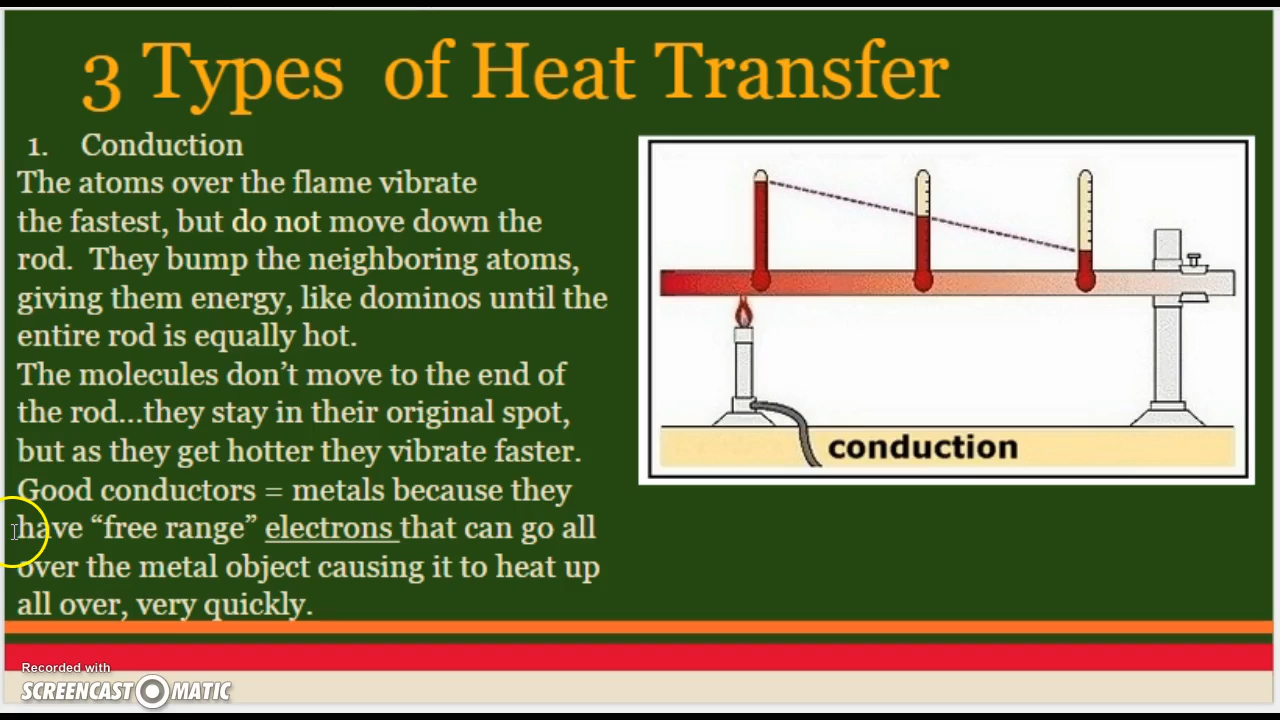 3 Types of Heat Transfer
1. Conduction
The atoms over the flame vibrate
the fastest, but do not move down the
rod. They bump the neighboring atoms,
giving them energy, like dominos until the
entire rod is equally hot.
The molecules don't move to the end of
the rod...they stay in their original spot,
but as they get hotter they vibrate faster.
Good conductors = metals because they
have “free range” electrons that can go all
over the metal object causing it to heat up
all over, very quickly.
conduction
Recorded with
SCREENCAST MATIC